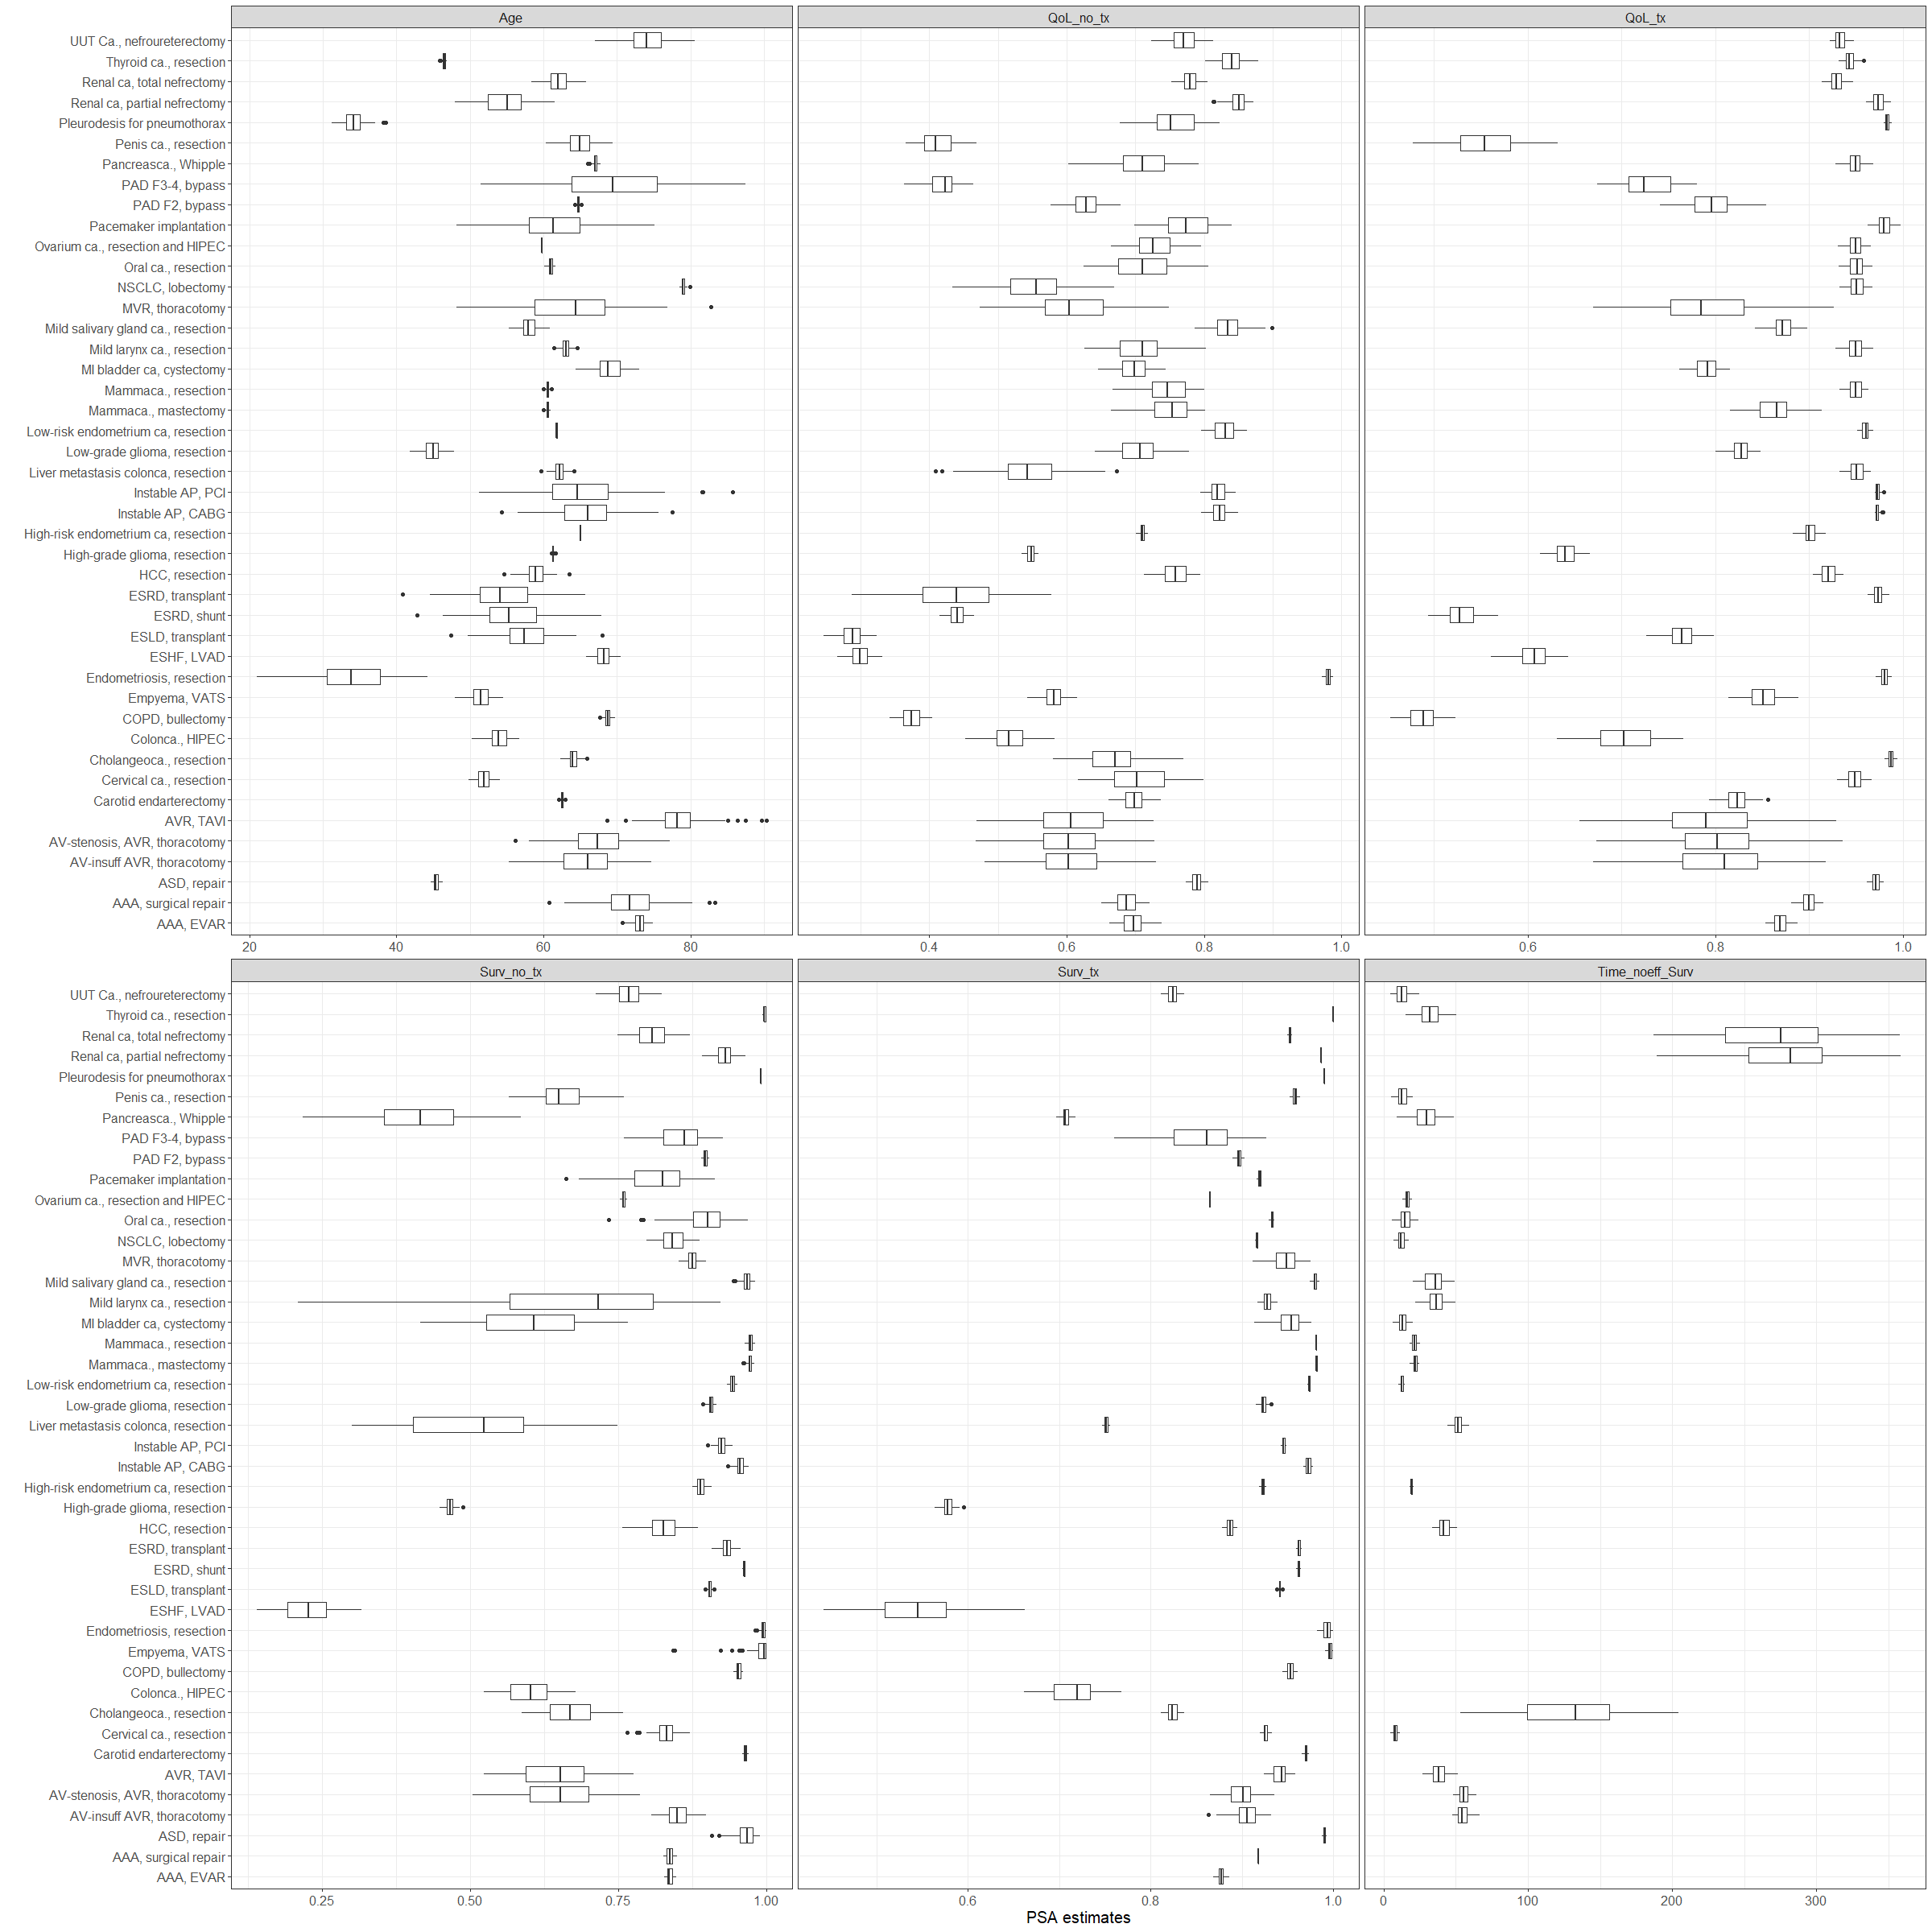 Age
QoL_no_tx
QoL_tx
UUT Ca., nefroureterectomy
Thyroid ca., resection
Renal ca, total nefrectomy
Renal ca, partial nefrectomy
Pleurodesis for pneumothorax
Penis ca., resection
Pancreasca., Whipple
PAD F3-4, bypass
PAD F2, bypass
Pacemaker implantation
Ovarium ca., resection and HIPEC
Oral ca., resection
NSCLC, lobectomy
MVR, thoracotomy
Mild salivary gland ca., resection
Mild larynx ca., resection
MI bladder ca, cystectomy
Mammaca., resection
Mammaca., mastectomy
Low-risk endometrium ca, resection
Low-grade glioma, resection
Liver metastasis colonca, resection
Instable AP, PCI
Instable AP, CABG
High-risk endometrium ca, resection
High-grade glioma, resection
HCC, resection
ESRD, transplant
ESRD, shunt
ESLD, transplant
ESHF, LVAD
Endometriosis, resection
Empyema, VATS
COPD, bullectomy
Colonca., HIPEC
Cholangeoca., resection
Cervical ca., resection
Carotid endarterectomy
AVR, TAVI
AV-stenosis, AVR, thoracotomy
AV-insuff AVR, thoracotomy
ASD, repair
AAA, surgical repair
AAA, EVAR
20 40 60 80
0.4 0.6 0.8 1.0
0.6 0.8 1.0
Surv_no_tx
Surv_tx
Time_noeff_Surv
UUT Ca., nefroureterectomy
Thyroid ca., resection
Renal ca, total nefrectomy
Renal ca, partial nefrectomy
Pleurodesis for pneumothorax
Penis ca., resection
Pancreasca., Whipple
PAD F3-4, bypass
PAD F2, bypass
Pacemaker implantation
Ovarium ca., resection and HIPEC
Oral ca., resection
NSCLC, lobectomy
MVR, thoracotomy
Mild salivary gland ca., resection
Mild larynx ca., resection
MI bladder ca, cystectomy
Mammaca., resection
Mammaca., mastectomy
Low-risk endometrium ca, resection
Low-grade glioma, resection
Liver metastasis colonca, resection
Instable AP, PCI
Instable AP, CABG
High-risk endometrium ca, resection
High-grade glioma, resection
HCC, resection
ESRD, transplant
ESRD, shunt
ESLD, transplant
ESHF, LVAD
Endometriosis, resection
Empyema, VATS
COPD, bullectomy
Colonca., HIPEC
Cholangeoca., resection
Cervical ca., resection
Carotid endarterectomy
AVR, TAVI
AV-stenosis, AVR, thoracotomy
AV-insuff AVR, thoracotomy
ASD, repair
AAA, surgical repair
AAA, EVAR
0.25 0.50 0.75 1.00
0.6 0.8 1.0
0 100 200 300
PSA estimates